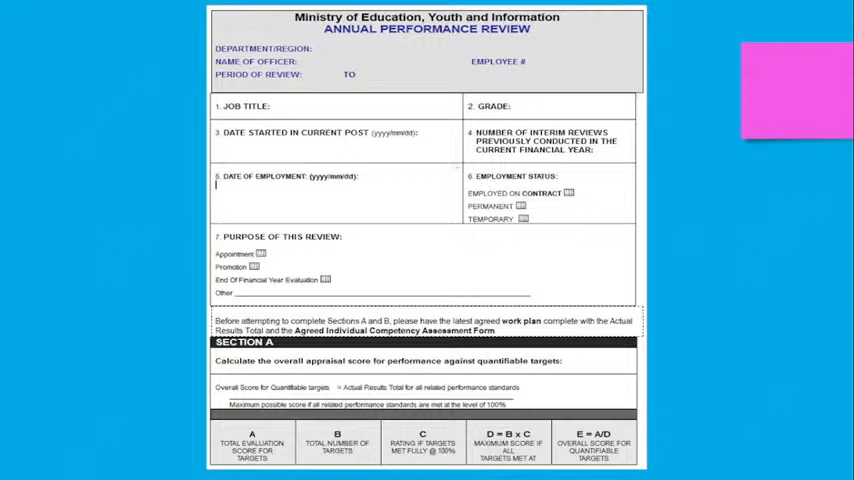 Ministry of Education, Youth and Information
ANNUAL PERFORMANCE REVIEW
DEPARTMENT/REGION:
NAME OF OFFICER: EMPLOYEE #
PERIOD OF REVIEW: TO
1. JOB TITLE:
2. GRADE:
3. DATE STARTED IN CURRENT POST (yyyy/mm/dd):
4. NUMBER OF INTERIM REVIEWS
PREVIOUSLY CONDUCTED IN THE
CURRENT FINANCIAL YEAR:
5. DATE OF EMPLOYMENT: (yyyy/mm/dd):
6. EMPLOYMENT STATUS:
EMPLOYED ON CONTRACT
PERMANENT
TEMPORARY
7. PURPOSE OF THIS REVIEW:
Appointment
Promotion
End Of Financial Year Evaluation
Other
Before attempting to complete Sections A and B, please have the latest agreed work plan complete with the Actual
Results Total and the Agreed Individual Competency Assessment Form
SECTION A
Calculate the overall appraisal score for performance against quantifiable targets:
Overall Score for Quantifiable targets = Actual Results Total for all related performance standards
Maximum possible score if all related performance standards are met at the level of 100%
A
TOTAL EVALUATION
SCORE FOR
TARGETS
B
TOTAL NUMBER OF
TARGETS
C
RATING IF TARGETS
MET FULLY @ 100%
D = B x C
MAXIMUM SCORE IF
ALL
TARGETS MET AT
E = A/D
OVERALL SCORE FOR
QUANTIFIABLE
TARGETS